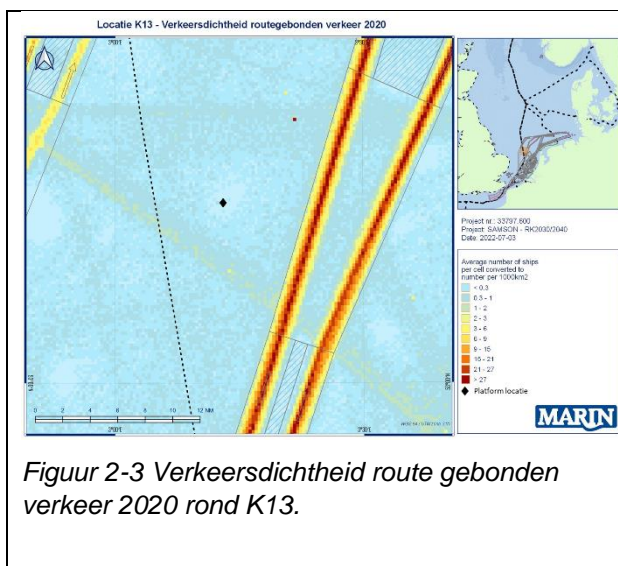 Locatie K13 - Verkeersdichtheid routegebonden verkeer 2020
0 2 4 6 8 10 12 NM
Project nr.: 33797.600
Project: SAMSON - RK2030/2040
Date: 2022-07-03
Average number of ships
per cell converted to
number per 1000km2
< 0.3
0.3 - 1
1 - 2
2 - 3
3 - 6
6 - 9
9 - 15
15 - 21
21 - 27
> 27
Platform locatie
MARIN
Figuur 2-3 Verkeersdichtheid route gebonden
verkeer 2020 rond K13.